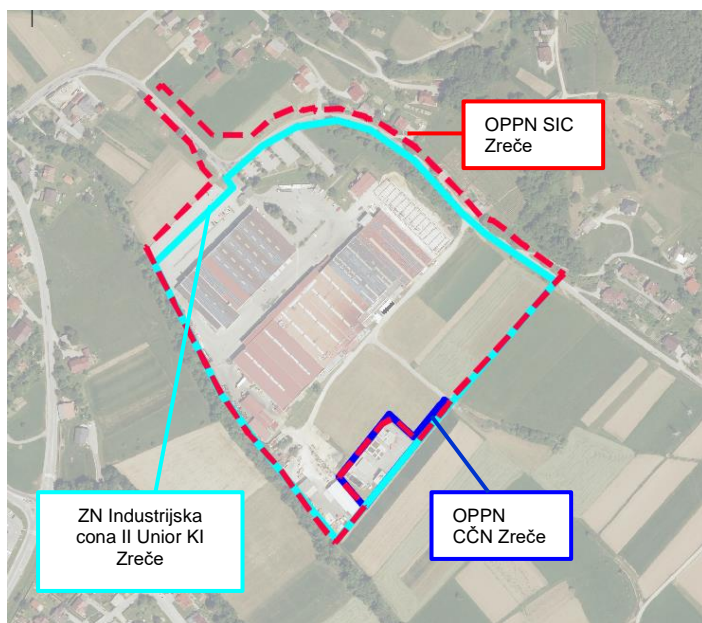 OPPN SIC
Zreče
ZN Industrijska
cona II Unior KI
Zreče
OPPN
CČN Zreče